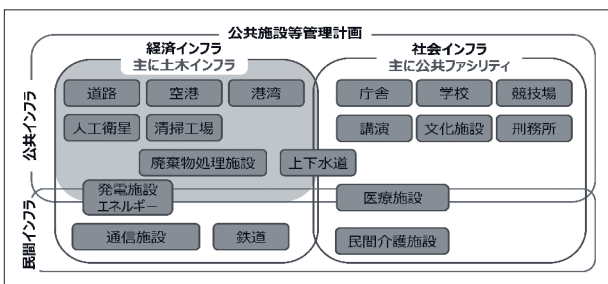 公共施設等管理計画
経済インフラ
主に土木インフラ
社会インフラ
主に公共ファシリティ
公共インフラ
民間インフラ
道路
空港
港湾
庁舎
学校
競技場
人工衛星
清掃工場
講演
文化施設
刑務所
廃棄物処理施設
上下水道
発電施設
エネルギー
医療施設
通信施設
鉄道
民間介護施設